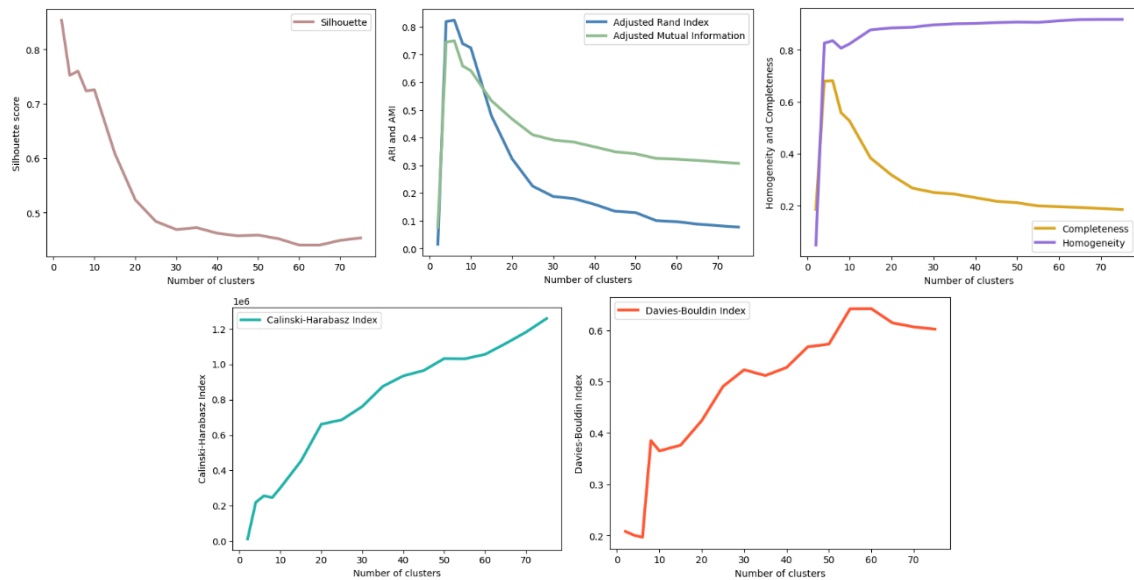 Silhouette
Silhouette score
0.8
0.7
0.6
0.5
0 10 20 30 40 50 60 70
Number of clusters
Adjusted Rand Index
Adjusted Mutual Information
ARI and AMI
0.8
0.7
0.6
0.5
0.4
0.3
0.2
0.1
0.0
0 10 20 30 40 50 60 70
Number of clusters
Homogeneity and Completeness
0.8
0.6
0.4
0.2
Completeness
Homogeneity
0 10 20 30 40 50 60 70
Number of clusters
1e6
Calinski-Harabasz Index
Calinski-Harabasz Index
1.2
1.0
0.8
0.6
0.4
0.2
0.0
0 10 20 30 40 50 60 70
Number of clusters
Davies-Bouldin Index
Davies-Bouldin Index
0.6
0.5
0.4
0.3
0.2
0 10 20 30 40 50 60 70
Number of clusters